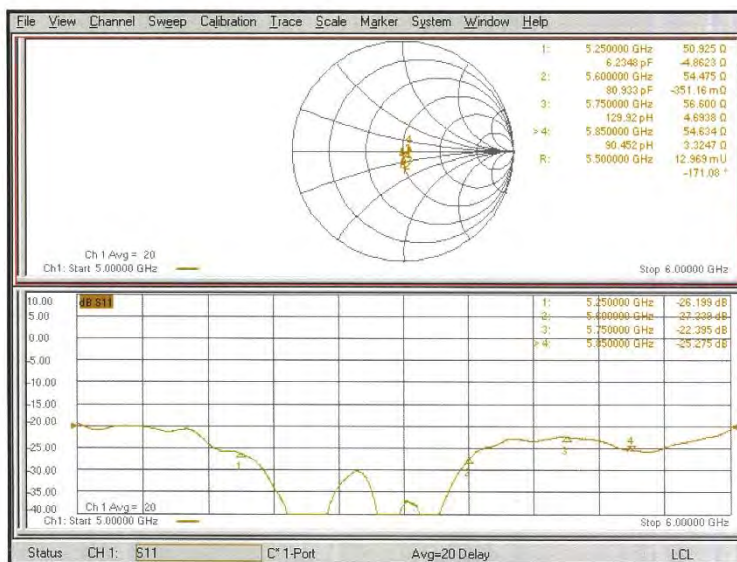 File View Channel Sweep Calibration Trace Scale Marker System Window Help
1: 5.250000 GHz 50.925 Ω
6.2348 pF -4.8623 Ω
2: 5.600000 GHz 54.475 Ω
80.933 pF -351.16 mΩ
3: 5.750000 GHz 56.600 Ω
129.92 pH 4.6938 Ω
>4: 5.850000 GHz 54.634 Ω
90.452 pH 3.3247 Ω
R: 5.500000 GHz 12.969 mU
-171.08 °
4
Ch 1 Avg = 20
Ch1: Start 5.00000 GHz
Stop 6.00000 GHz
10.00 dB S11
5.00
0.00
-5.00
-10.00
-15.00
-20.00
-25.00
-30.00
-35.00
-40.00
1: 5.250000 GHz -26.199 dB
2: 5.600000 GHz -27.339 dB
3: 5.750000 GHz -22.395 dB
>4: 5.850000 GHz -25.275 dB
1
3
4
Ch 1 Avg = 20
Ch1: Start 5.00000 GHz
Stop 6.00000 GHz
Status CH 1: S11 C* 1-Port Avg=20 Delay LCL